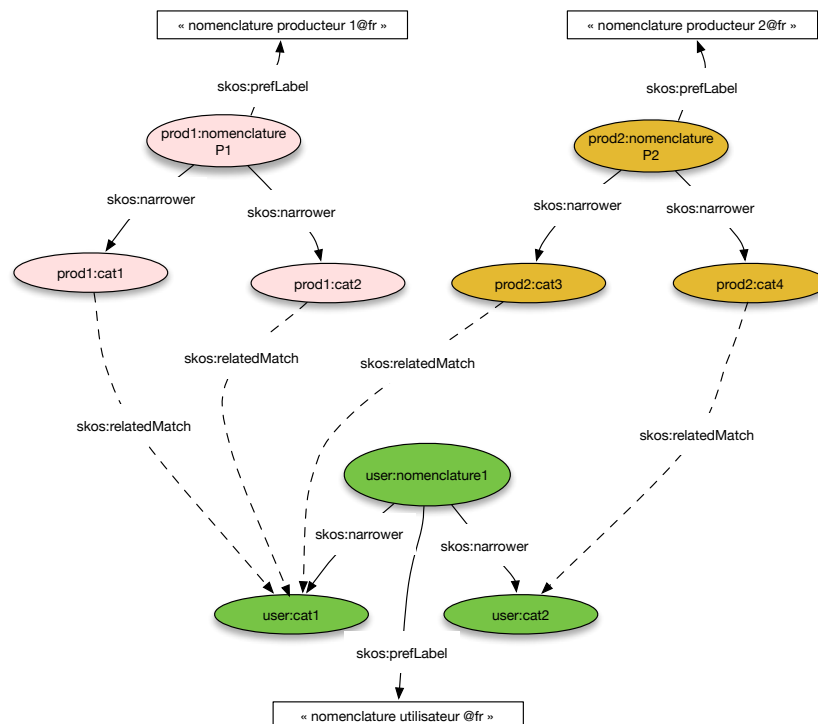 « nomenclature producteur 1@fr »
« nomenclature producteur 2@fr »
skos:prefLabel
skos:prefLabel
prod1:nomenclature
P1
prod2:nomenclature
P2
skos:narrower
skos:narrower
skos:narrower
skos:narrower
prod1:cat1
prod1:cat2
prod2:cat3
prod2:cat4
skos:relatedMatch
skos:relatedMatch
skos:relatedMatch
skos:relatedMatch
user:nomenclature1
skos:narrower
skos:narrower
user:cat1
user:cat2
skos:prefLabel
« nomenclature utilisateur @fr »